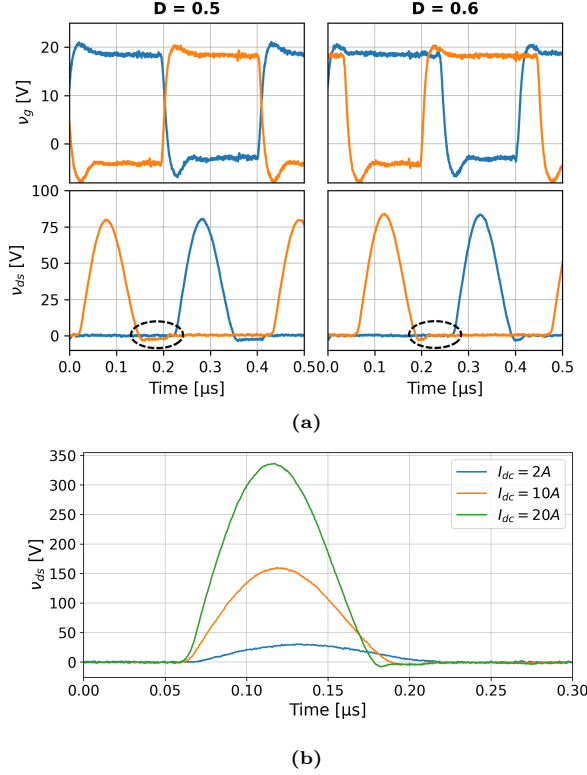 D = 0.5
D = 0.6
ν_g [V]
20
10
0
ν_ds [V]
100
75
50
25
0
0.0 0.1 0.2 0.3 0.4 0.5
0.0 0.1 0.2 0.3 0.4 0.5
Time [µs]
Time [µs]
(a)
ν_ds [V]
350
300
250
200
150
100
50
0
I_dc = 2A
I_dc = 10A
I_dc = 20A
0.00 0.05 0.10 0.15 0.20 0.25 0.30
Time [µs]
(b)